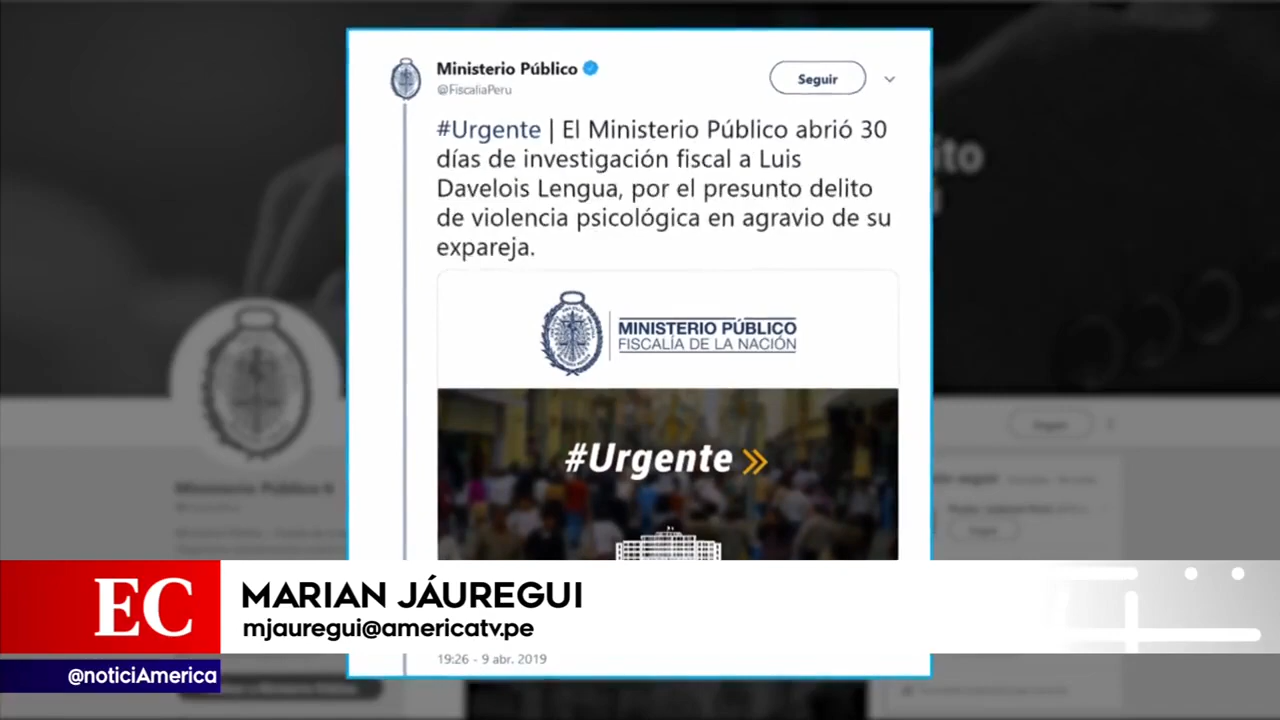 Ministerio Público
@FiscaliaPeru
Seguir
#Urgente | El Ministerio Público abrió 30
días de investigación fiscal a Luis
Davelois Lengua, por el presunto delito
de violencia psicológica en agravio de su
expareja.
MINISTERIO PÚBLICO
FISCALÍA DE LA NACIÓN
#Urgente
EC
MARIAN JÁUREGUI
mjauregui@americatv.pe
@noticiAmerica
19:26 - 9 abr. 2019